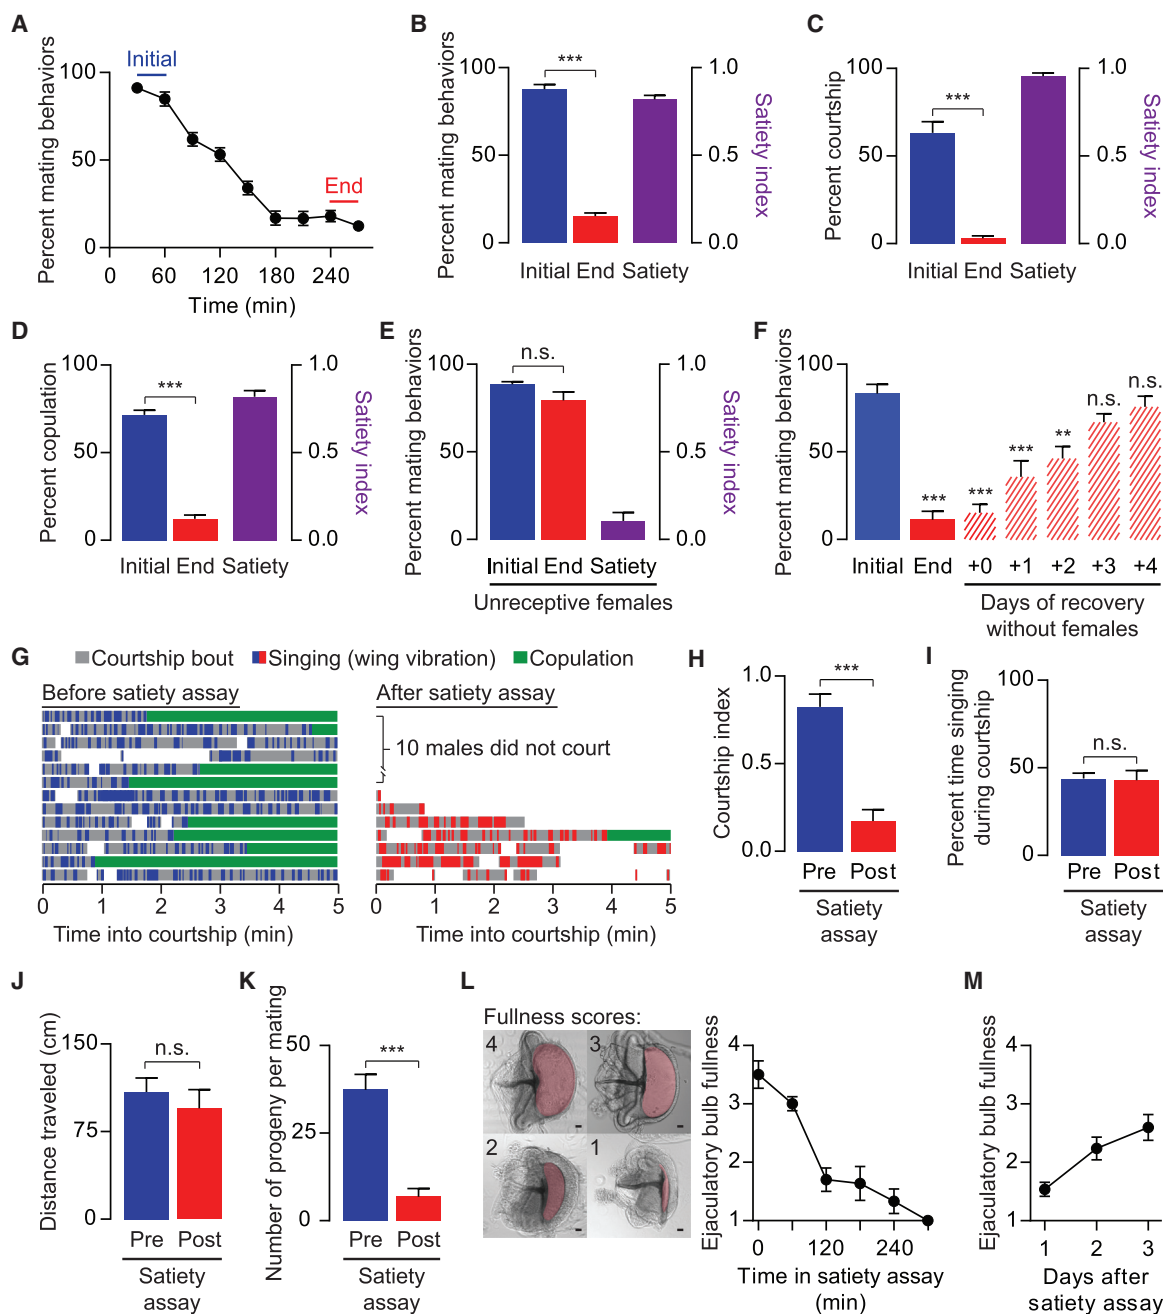 A
Percent mating behaviors
100
50
0
Initial
End
0 60 120 180 240
Time (min)
B
Percent mating behaviors
100
50
0
***
1.0
0.5
0.0
Satiety index
Initial End Satiety
C
Percent courtship
100
50
0
***
1.0
0.5
0.0
Satiety index
Initial End Satiety
D
Percent copulation
100
50
0
***
1.0
0.5
0.0
Satiety index
Initial End Satiety
E
Percent mating behaviors
100
50
0
n.s.
1.0
0.5
0.0
Satiety index
Initial End Satiety
Unreceptive females
F
Percent mating behaviors
100
50
0
*** *** *** ** n.s. n.s.
Initial End +0 +1 +2 +3 +4
Days of recovery
without females
G
Courtship bout Singing (wing vibration) Copulation
Before satiety assay
0 1 2 3 4 5
Time into courtship (min)
After satiety assay
10 males did not court
0 1 2 3 4 5
Time into courtship (min)
H
Courtship index
1.0
0.5
0.0
***
Pre Post
Satiety
assay
I
Percent time singing
during courtship
100
50
0
n.s.
Pre Post
Satiety
assay
J
Distance traveled (cm)
150
75
0
n.s.
Pre Post
Satiety
assay
K
Number of progeny per mating
50
25
0
***
Pre Post
Satiety
assay
L
Fullness scores:
4 3
2 1
Ejaculatory bulb fullness
4
3
2
1
0 120 240
Time in satiety assay
(min)
M
Ejaculatory bulb fullness
4
3
2
1
1 2 3
Days after
satiety assay